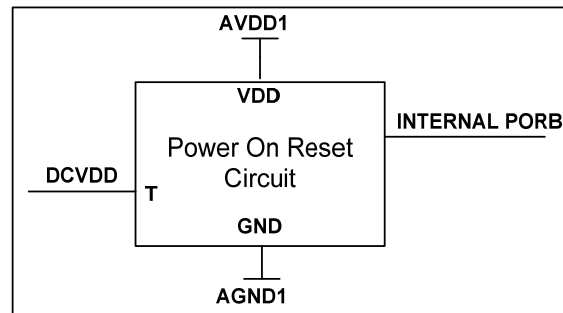 AVDD1
VDD
INTERNAL PORB
Power On Reset
Circuit
DCVDD
T
GND
AGND1